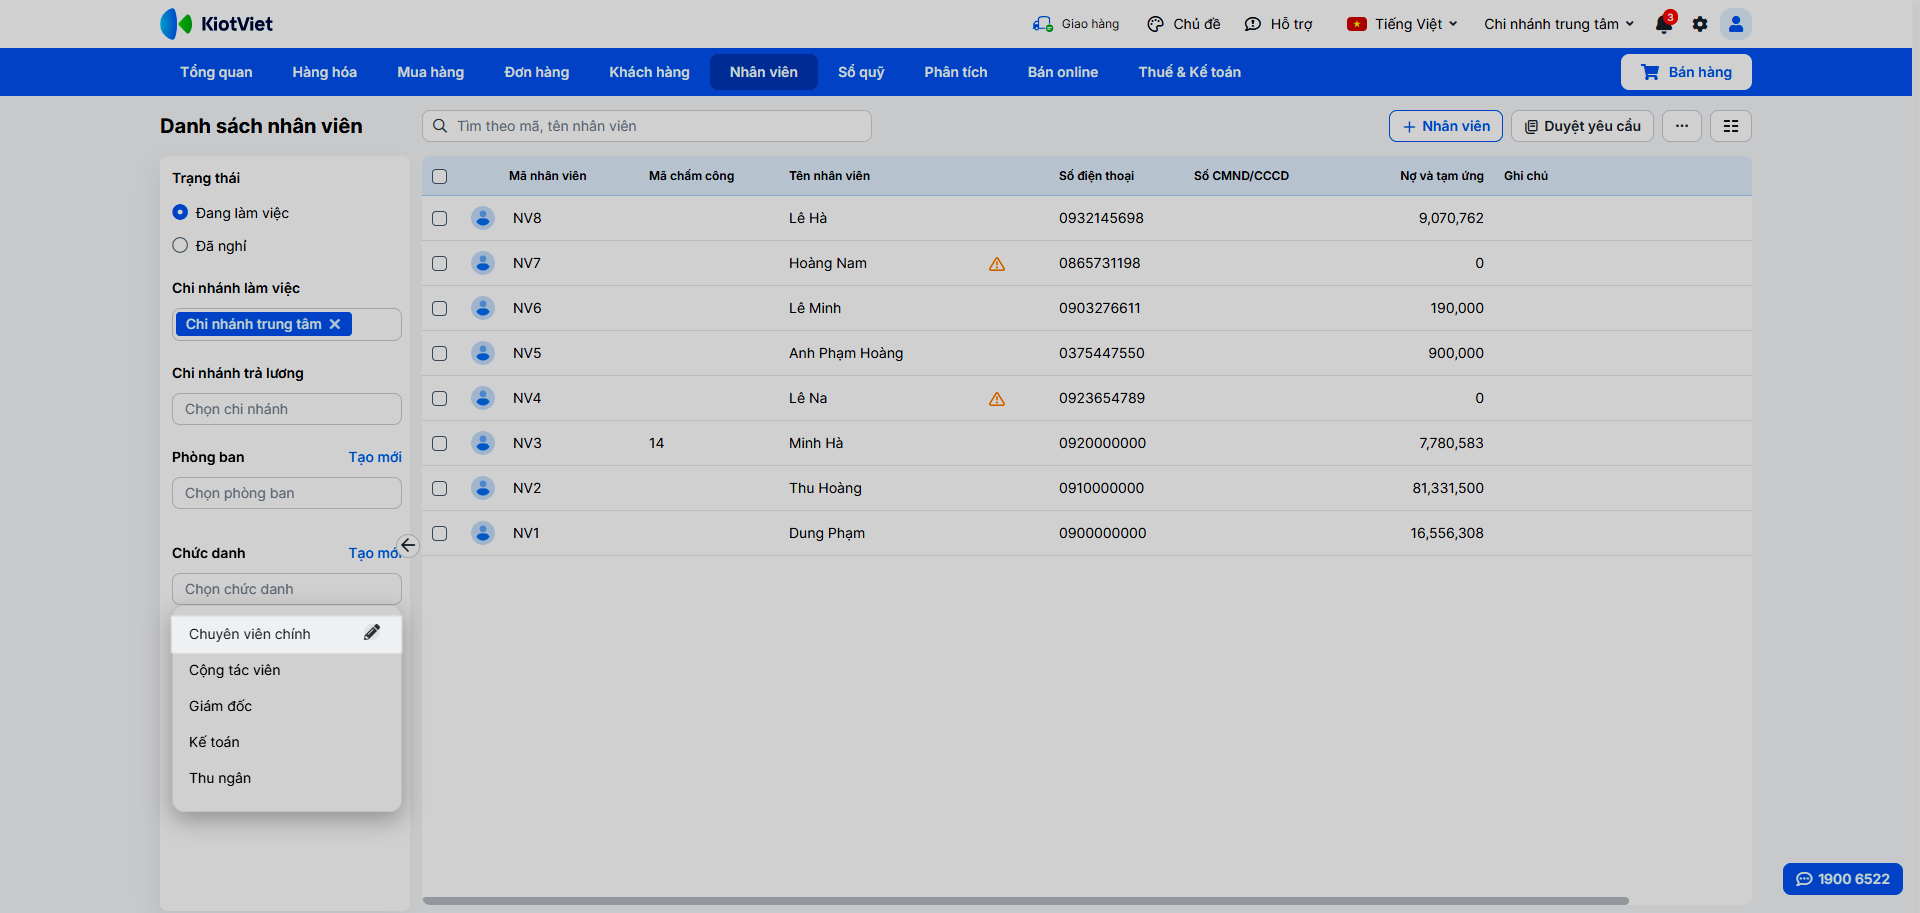 KiotViet
Giao hàng
Chủ đề
Hỗ trợ
Tiếng Việt
Chi nhánh trung tâm
3
Tổng quan
Hàng hóa
Mua hàng
Đơn hàng
Khách hàng
Nhân viên
Sổ quỹ
Phân tích
Bán online
Thuế & Kế toán
Bán hàng
Danh sách nhân viên
Tìm theo mã, tên nhân viên
+ Nhân viên
Duyệt yêu cầu
Trạng thái
Đang làm việc
Đã nghỉ
Chi nhánh làm việc
Chi nhánh trung tâm
Chi nhánh trả lương
Chọn chi nhánh
Phòng ban Tạo mới
Chọn phòng ban
Chức danh Tạo mới
Chọn chức danh
Chuyên viên chính
Cộng tác viên
Giám đốc
Kế toán
Thu ngân
Mã nhân viên Mã chấm công Tên nhân viên Số điện thoại Số CMND/CCCD Nợ và tạm ứng Ghi chú
NV8 Lê Hà 0932145698 9,070,762
NV7 Hoàng Nam 0865731198 0
NV6 Lê Minh 0903276611 190,000
NV5 Anh Phạm Hoàng 0375447550 900,000
NV4 Lê Na 0923654789 0
NV3 14 Minh Hà 0920000000 7,780,583
NV2 Thu Hoàng 0910000000 81,331,500
NV1 Dung Phạm 0900000000 16,556,308
1900 6522